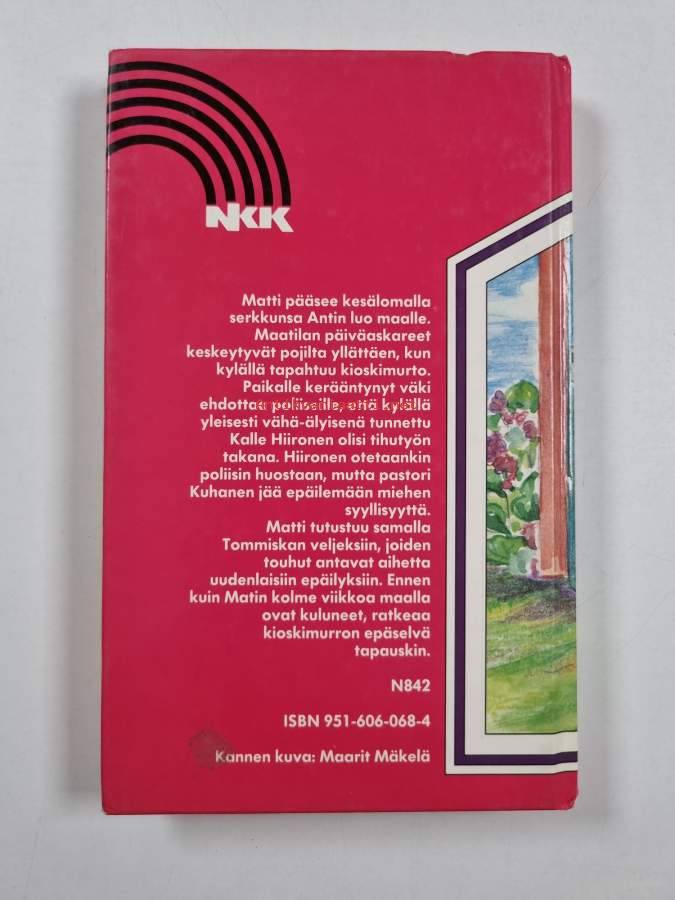 NKK
Matti pääsee kesälomalla
serkkunsa Antin luo maalle.
Maatilan päiväaskareet
keskeytyvät pojilta yllättäen, kun
kylällä tapahtuu kioskimurto.
Paikalle kerääntynyt väki
ehdottaa poliisille, että kylällä
yleisesti vähä-älyisenä tunnettu
Kalle Hiironen olisi tihutyön
takana. Hiironen otetaankin
poliisin huostaan, mutta pastori
Kuhanen jää epäilemään miehen
syyllisyyttä.
Matti tutustuu samalla
Tommiskan veljeksiin, joiden
touhut antavat aihetta
uudenlaisiin epäilyksiin. Ennen
kuin Matin kolme viikkoa maalla
ovat kuluneet, ratkeaa
kioskimurron epäselvä
tapauskin.
N842
ISBN 951-606-068-4
Kannen kuva: Maarit Mäkelä